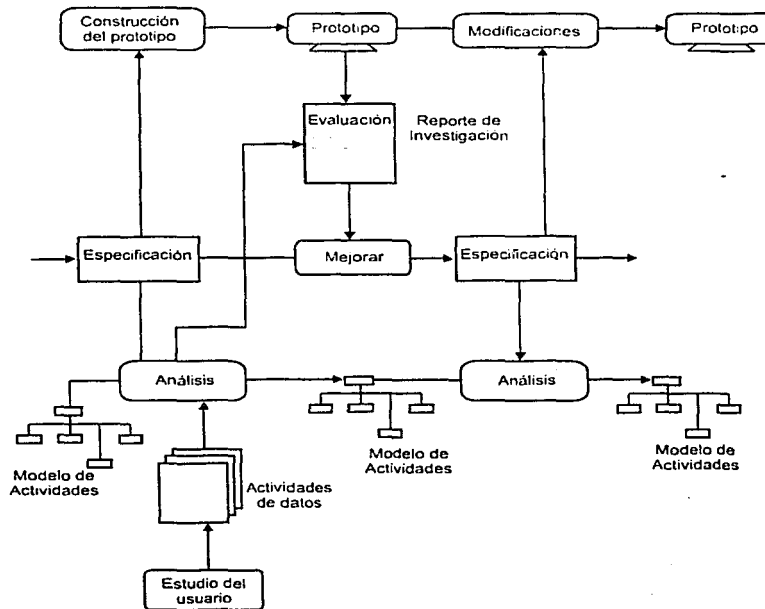 Construcción
del prototipo
Prototipo
Modificaciones
Prototipo
Evaluación
Reporte de
Investigación
Especificación
Mejorar
Especificación
Análisis
Análisis
Modelo de
Actividades
Actividades
de datos
Modelo de
Actividades
Modelo de
Actividades
Estudio del
usuario